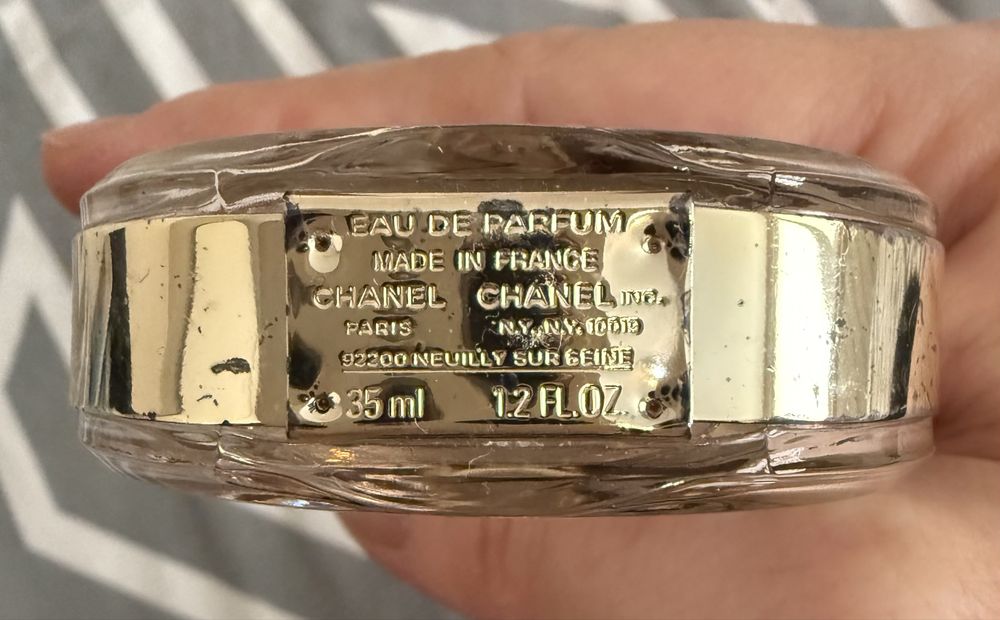 EAU DE PARFUM
MADE IN FRANCE
CHANEL CHANEL INC.
PARIS N.Y., N.Y. 10019
92200 NEUILLY SUR SEINE
35 ml 1.2 FL.OZ.